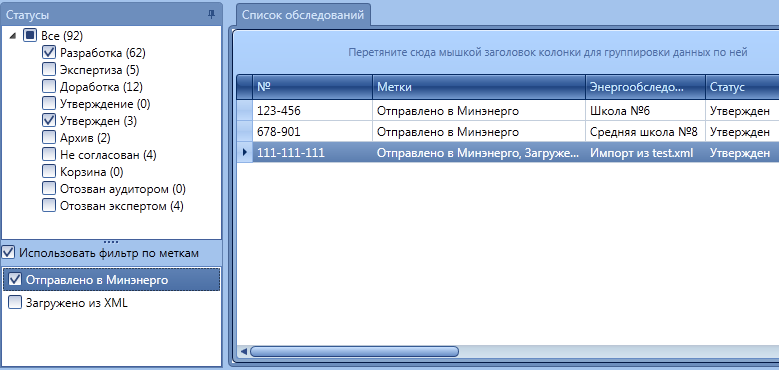 Статусы
Все (92)
Разработка (62)
Экспертиза (5)
Доработка (12)
Утверждение (0)
Утвержден (3)
Архив (2)
Не согласован (4)
Корзина (0)
Отозван аудитором (0)
Отозван экспертом (4)
Использовать фильтр по меткам
Отправлено в Минэнерго
Загружено из XML
Список обследований
Перетяните сюда мышкой заголовок колонки для группировки данных по ней
№ Метки Энергообследо... Статус
123-456 Отправлено в Минэнерго Школа №6 Утвержден
678-901 Отправлено в Минэнерго Средняя школа №8 Утвержден
111-111-111 Отправлено в Минэнерго, Загруже... Импорт из test.xml Утвержден